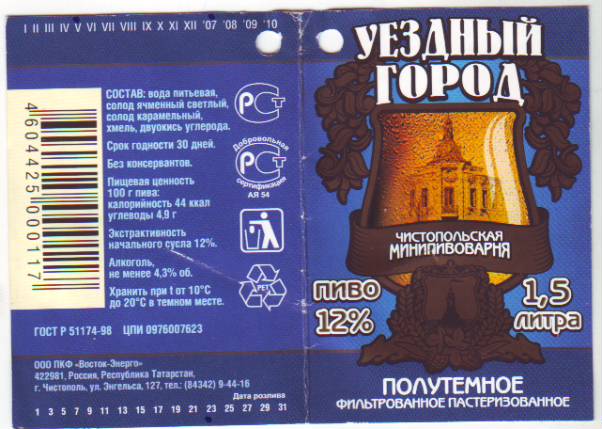 I II III IV V VI VII VIII IX X XI XII '07 '08 '09 '10
СОСТАВ: вода питьевая,
солод ячменный светлый,
солод карамельный,
хмель, двуокись углерода.
Срок годности 30 дней.
Без консервантов.
Пищевая ценность
100 г пива:
калорийность 44 ккал
углеводы 4,9 г
Экстрактивность
начального сусла 12%.
Алкоголь,
не менее 4,3% об.
Хранить при t от 10°С
до 20°С в темном месте.
4 604425 000117
РСТ
Добровольная
РСТ
сертификация
АЯ 54
PET
ГОСТ Р 51174-98 ЦПИ 0976007623
ООО ПКФ «Восток-Энерго»
422981, Россия, Республика Татарстан,
г. Чистополь, ул. Энгельса, 127, тел.: (84342) 9-44-16
Дата розлива
1 3 5 7 9 11 13 15 17 19 21 23 25 27 29 31
УЕЗДНЫЙ
ГОРОД
ЧИСТОПОЛЬСКАЯ
МИНИПИВОВАРНЯ
ПИВО
12%
1,5
ЛИТРА
ПОЛУТЕМНОЕ
ФИЛЬТРОВАННОЕ ПАСТЕРИЗОВАННОЕ